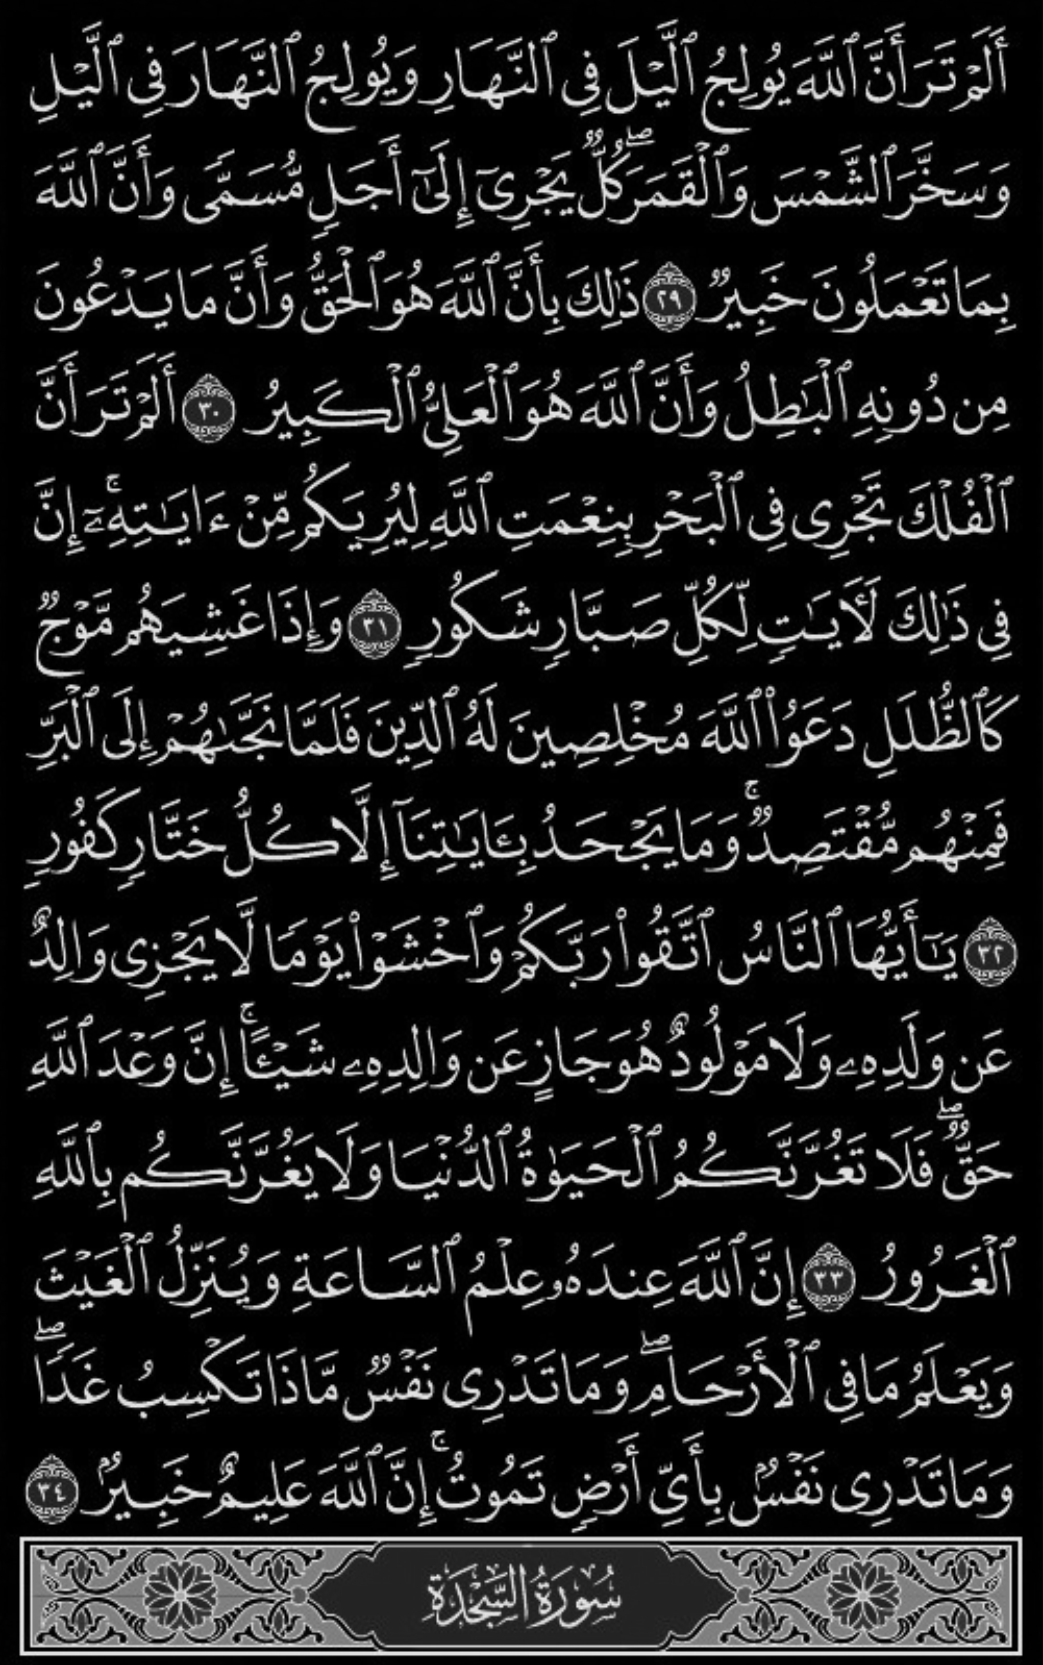 أَلَمْ تَرَ أَنَّ ٱللَّهَ يُولِجُ ٱلَّيْلَ فِى ٱلنَّهَارِ وَيُولِجُ ٱلنَّهَارَ فِى ٱلَّيْلِ
وَسَخَّرَ ٱلشَّمْسَ وَٱلْقَمَرَ ۖ كُلٌّ يَجْرِىٓ إِلَىٰٓ أَجَلٍ مُّسَمًّى وَأَنَّ ٱللَّهَ
بِمَا تَعْمَلُونَ خَبِيرٌ ٢٩ ذَٰلِكَ بِأَنَّ ٱللَّهَ هُوَ ٱلْحَقُّ وَأَنَّ مَا يَدْعُونَ
مِن دُونِهِ ٱلْبَـٰطِلُ وَأَنَّ ٱللَّهَ هُوَ ٱلْعَلِىُّ ٱلْكَبِيرُ ٣٠ أَلَمْ تَرَ أَنَّ
ٱلْفُلْكَ تَجْرِى فِى ٱلْبَحْرِ بِنِعْمَتِ ٱللَّهِ لِيُرِيَكُم مِّنْ ءَايَـٰتِهِۦٓ ۚ إِنَّ
فِى ذَٰلِكَ لَـَٔايَـٰتٍ لِّكُلِّ صَبَّارٍ شَكُورٍ ٣١ وَإِذَا غَشِيَهُم مَّوْجٌ
كَٱلظُّلَلِ دَعَوُا۟ ٱللَّهَ مُخْلِصِينَ لَهُ ٱلدِّينَ فَلَمَّا نَجَّىٰهُمْ إِلَى ٱلْبَرِّ
فَمِنْهُم مُّقْتَصِدٌ ۚ وَمَا يَجْحَدُ بِـَٔايَـٰتِنَآ إِلَّا كُلُّ خَتَّارٍ كَفُورٍ
٣٢ يَـٰٓأَيُّهَا ٱلنَّاسُ ٱتَّقُوا۟ رَبَّكُمْ وَٱخْشَوْا۟ يَوْمًا لَّا يَجْزِى وَالِدٌ
عَن وَلَدِهِۦ وَلَا مَوْلُودٌ هُوَ جَازٍ عَن وَالِدِهِۦ شَيْـًٔا ۚ إِنَّ وَعْدَ ٱللَّهِ
حَقٌّ ۖ فَلَا تَغُرَّنَّكُمُ ٱلْحَيَوٰةُ ٱلدُّنْيَا وَلَا يَغُرَّنَّكُم بِٱللَّهِ
ٱلْغَرُورُ ٣٣ إِنَّ ٱللَّهَ عِندَهُۥ عِلْمُ ٱلسَّاعَةِ وَيُنَزِّلُ ٱلْغَيْثَ
وَيَعْلَمُ مَا فِى ٱلْأَرْحَامِ ۖ وَمَا تَدْرِى نَفْسٌ مَّاذَا تَكْسِبُ غَدًا ۖ
وَمَا تَدْرِى نَفْسٌۢ بِأَىِّ أَرْضٍ تَمُوتُ ۚ إِنَّ ٱللَّهَ عَلِيمٌ خَبِيرٌۢ ٣٤
سُورَةُ السَّجْدَةِ